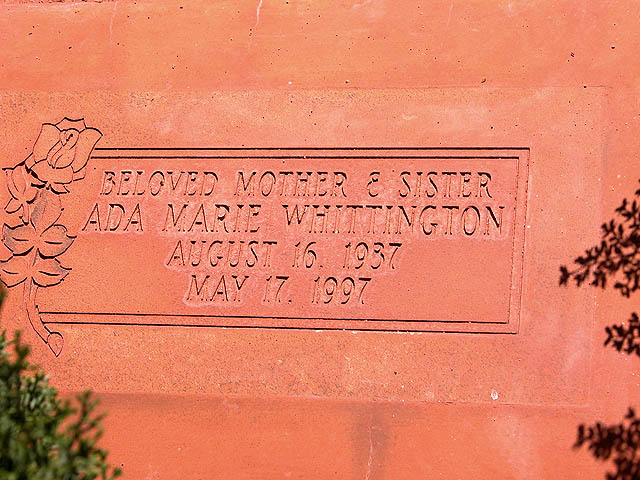 BELOVED MOTHER & SISTER
ADA MARIE WHITTINGTON
AUGUST 16, 1937
MAY 17, 1997